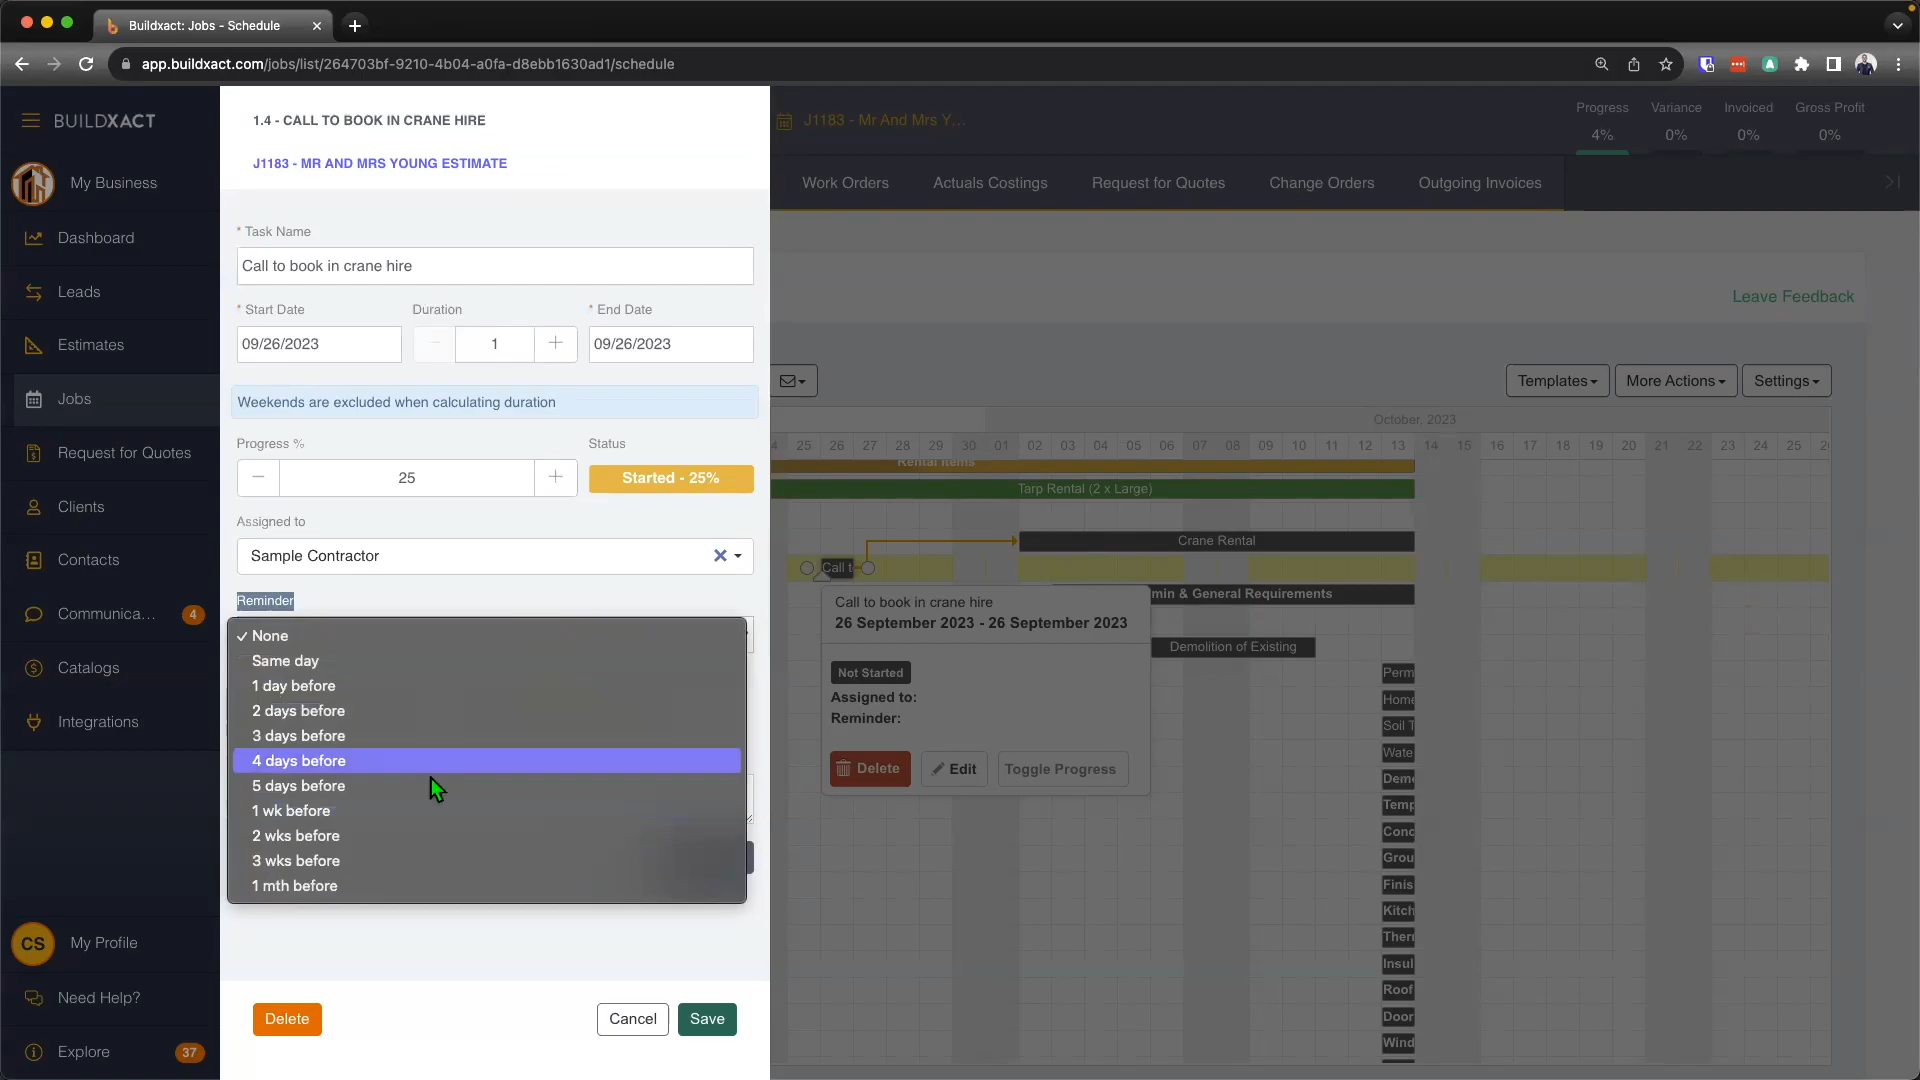 Buildxact: Jobs - Schedule
app.buildxact.com/jobs/list/264703bf-9210-4b04-a0fa-d8ebb1630ad1/schedule
BUILDXACT
My Business
Dashboard
Leads
Estimates
Jobs
Request for Quotes
Clients
Contacts
Communica... 4
Catalogs
Integrations
CS My Profile
Need Help?
Explore 37
1.4 - CALL TO BOOK IN CRANE HIRE
J1183 - MR AND MRS YOUNG ESTIMATE
* Task Name
Call to book in crane hire
* Start Date Duration * End Date
09/26/2023 1 09/26/2023
Weekends are excluded when calculating duration
Progress % Status
25 Started - 25%
Assigned to
Sample Contractor
Reminder
✓ None
Same day
1 day before
2 days before
3 days before
4 days before
5 days before
1 wk before
2 wks before
3 wks before
1 mth before
Delete Cancel Save
J1183 - Mr And Mrs Y...
Progress Variance Invoiced Gross Profit
4% 0% 0% 0%
Work Orders Actuals Costings Request for Quotes Change Orders Outgoing Invoices
Leave Feedback
Templates More Actions Settings
October, 2023
4 25 26 27 28 29 30 01 02 03 04 05 06 07 08 09 10 11 12 13 14 15 16 17 18 19 20 21 22 23 24 25 26
Rental Items
Tarp Rental (2 x Large)
Crane Rental
Call t
min & General Requirements
Call to book in crane hire
26 September 2023 - 26 September 2023
Demolition of Existing
Not Started
Assigned to:
Reminder:
Delete Edit Toggle Progress
Perm
Home
Soil T
Wate
Demo
Temp
Conc
Grou
Finis
Kitch
Ther
Insul
Roof
Door
Wind